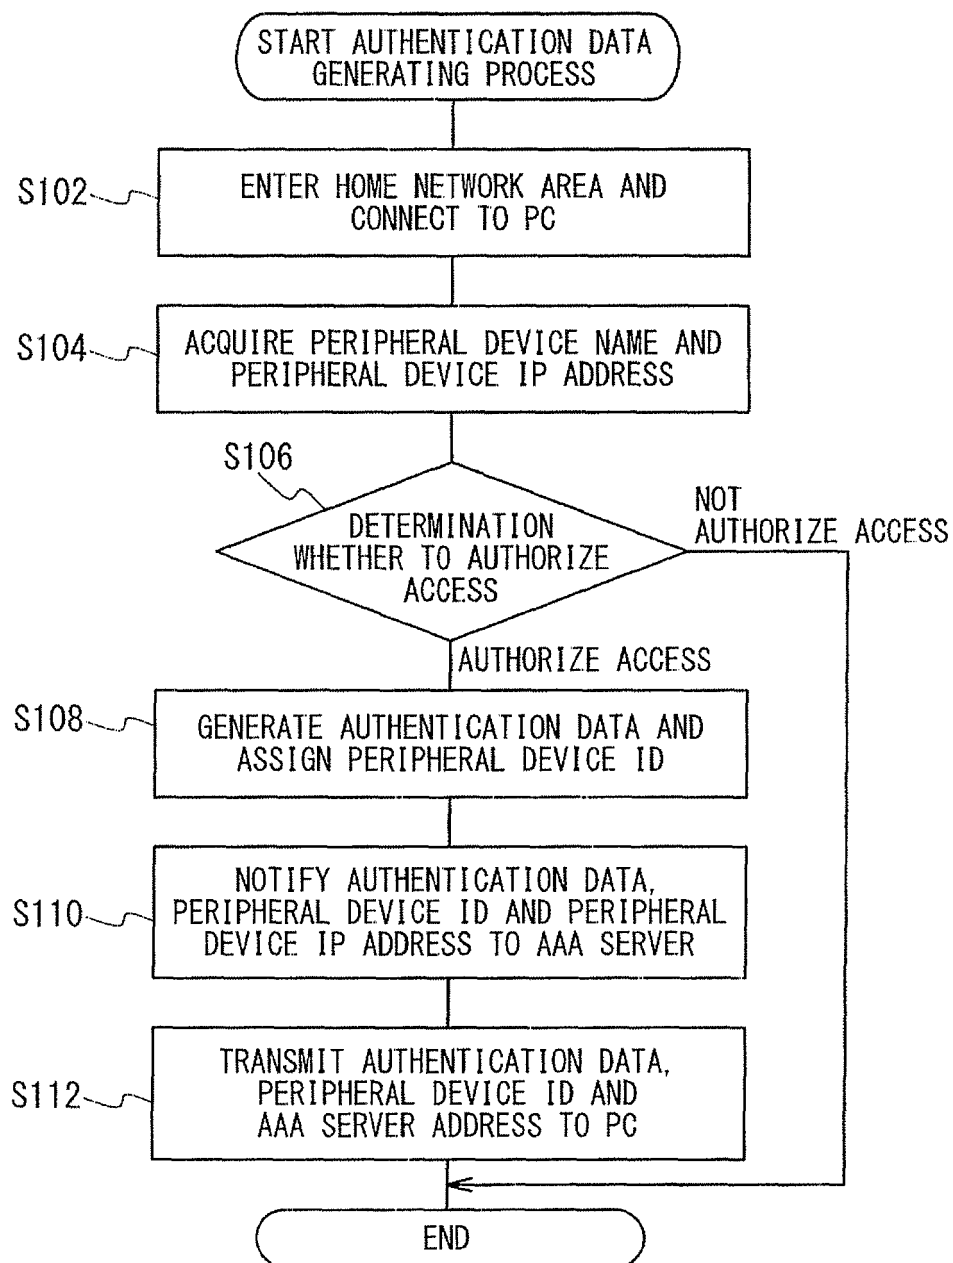 START AUTHENTICATION DATA
GENERATING PROCESS
S102
ENTER HOME NETWORK AREA AND
CONNECT TO PC
S104
ACQUIRE PERIPHERAL DEVICE NAME AND
PERIPHERAL DEVICE IP ADDRESS
S106
DETERMINATION
WHETHER TO AUTHORIZE
ACCESS
NOT
AUTHORIZE ACCESS
AUTHORIZE ACCESS
S108
GENERATE AUTHENTICATION DATA AND
ASSIGN PERIPHERAL DEVICE ID
S110
NOTIFY AUTHENTICATION DATA,
PERIPHERAL DEVICE ID AND PERIPHERAL
DEVICE IP ADDRESS TO AAA SERVER
S112
TRANSMIT AUTHENTICATION DATA,
PERIPHERAL DEVICE ID AND
AAA SERVER ADDRESS TO PC
END